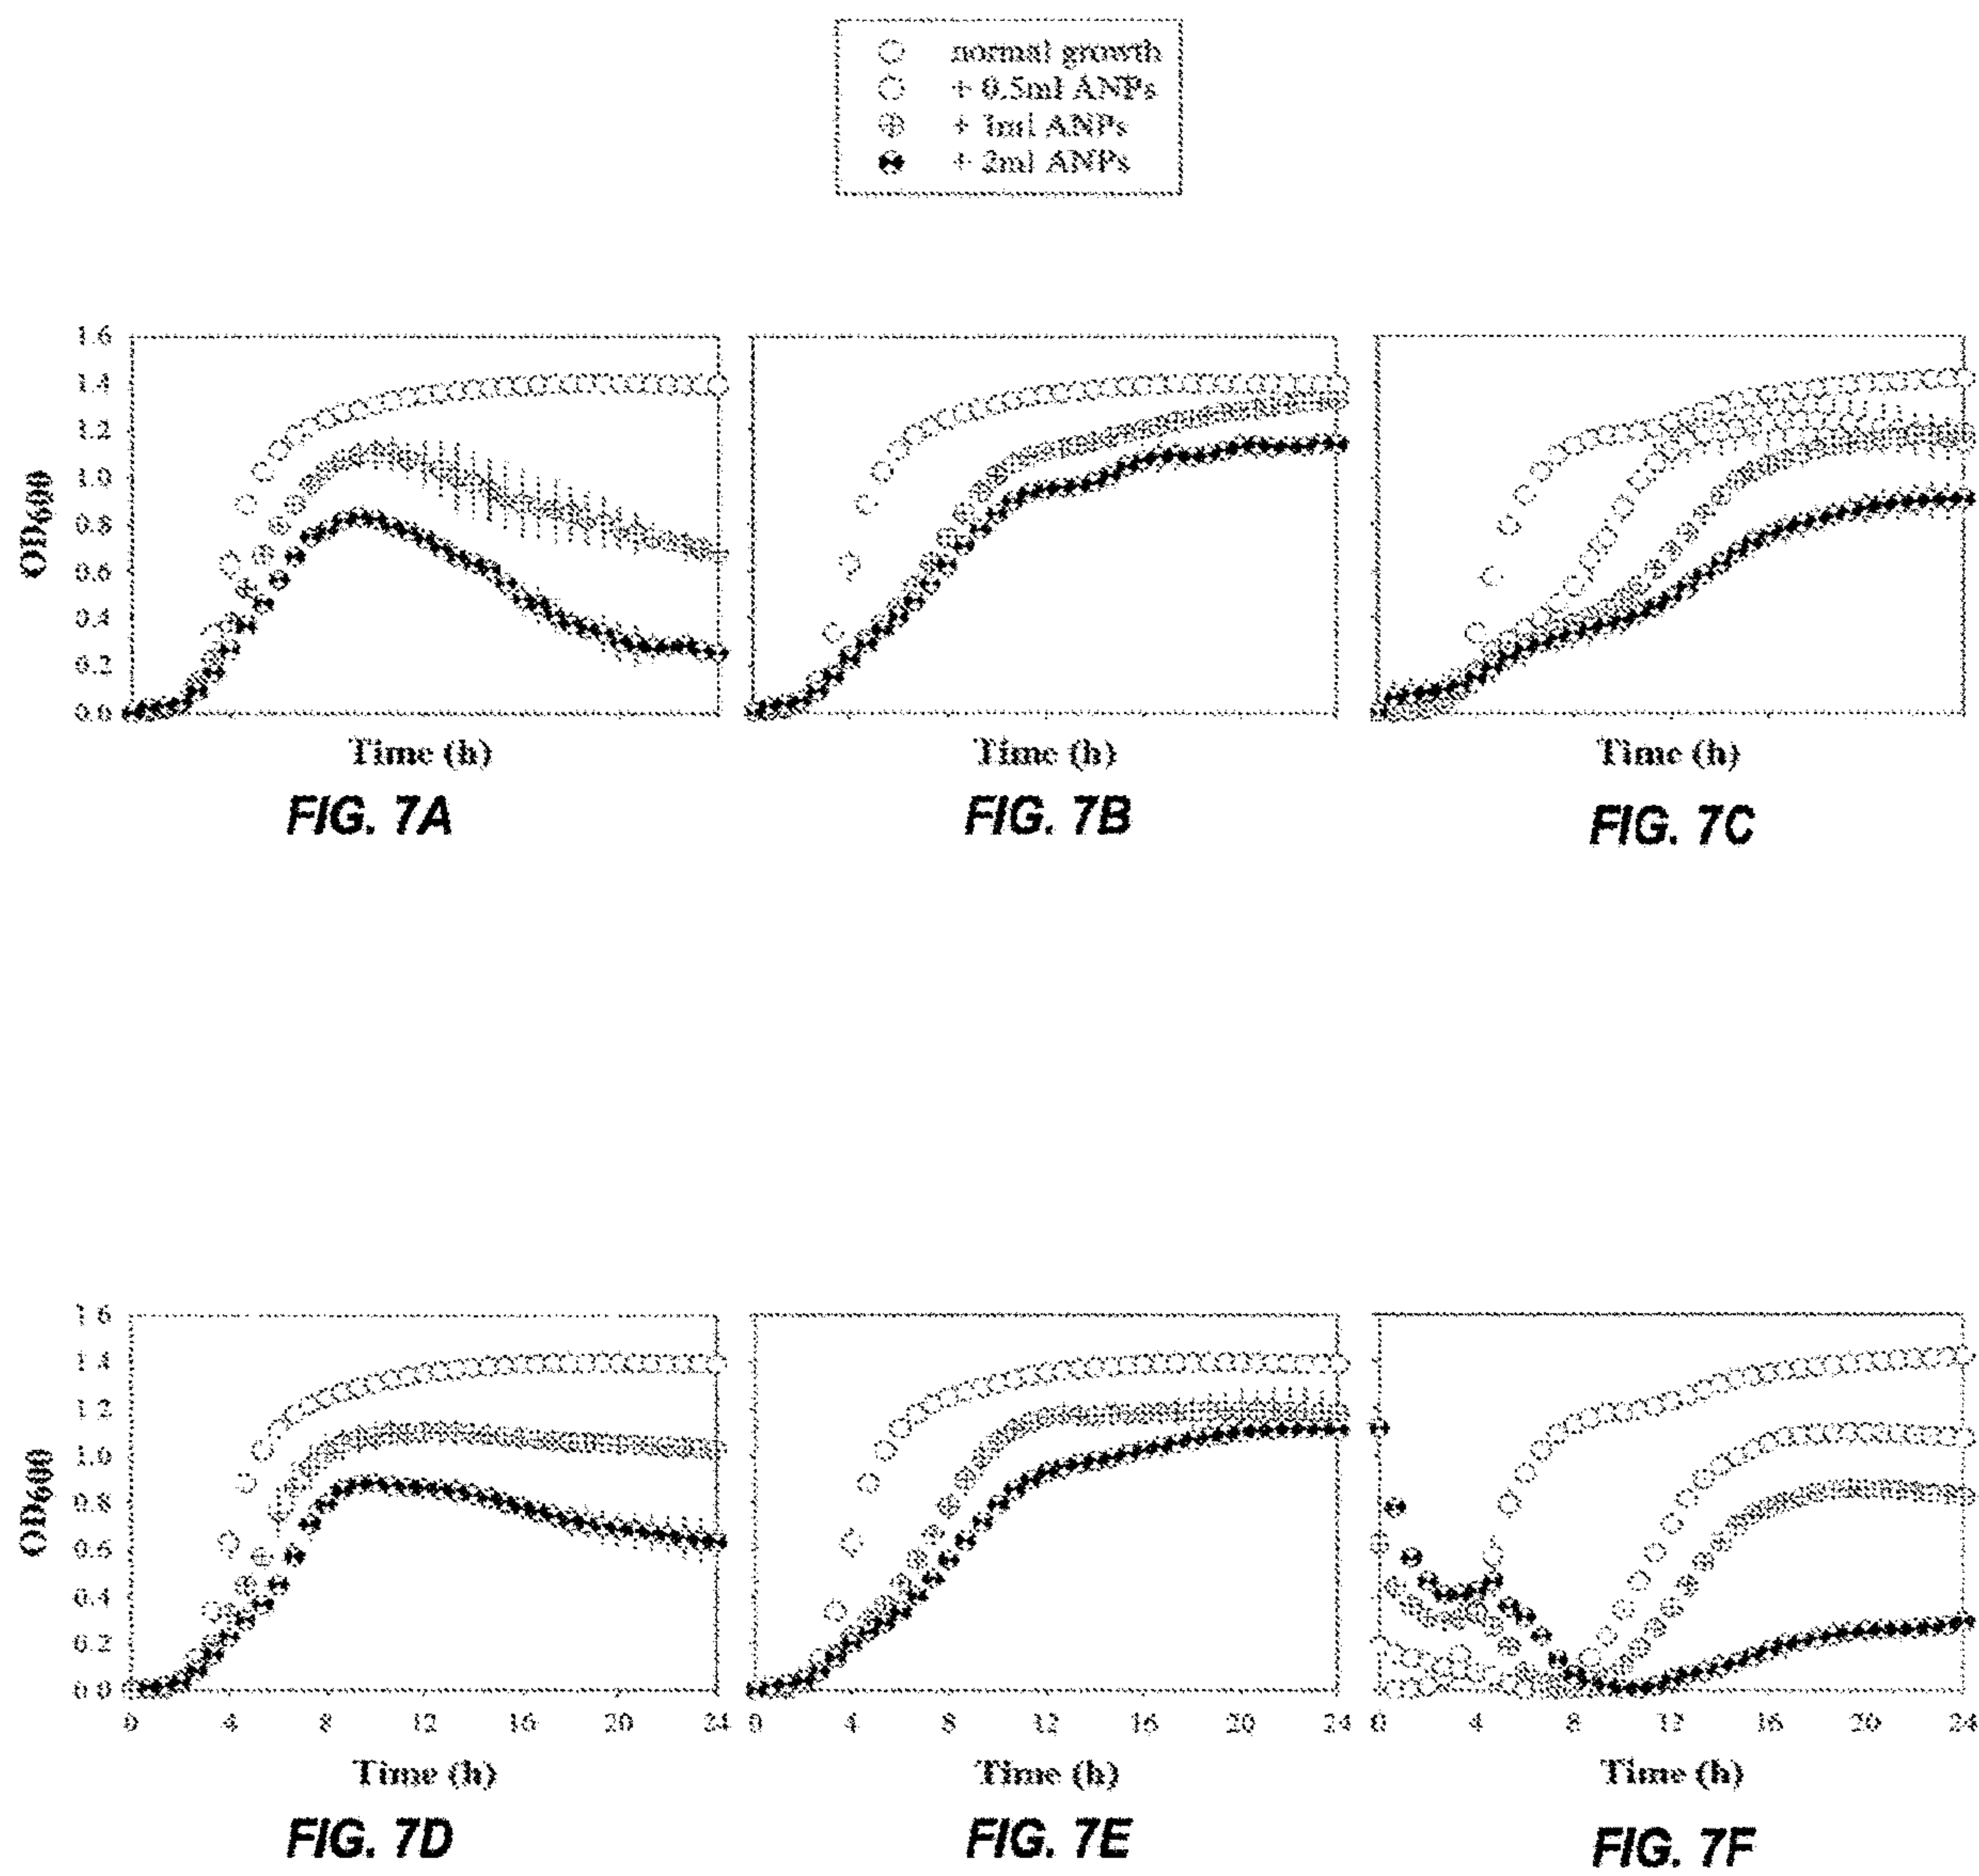 normal growth
+ 0.5ml ANPs
+ 1ml ANPs
+ 2ml ANPs
1.6
1.4
1.2
1.0
0.8
0.6
0.4
0.2
0.0
OD600
Time (h)
Time (h)
Time (h)
FIG. 7A
FIG. 7B
FIG. 7C
1.6
1.4
1.2
1.0
0.8
0.6
0.4
0.2
0.0
OD600
0 4 8 12 16 20 24
0 4 8 12 16 20 24
0 4 8 12 16 20 24
Time (h)
Time (h)
Time (h)
FIG. 7D
FIG. 7E
FIG. 7F